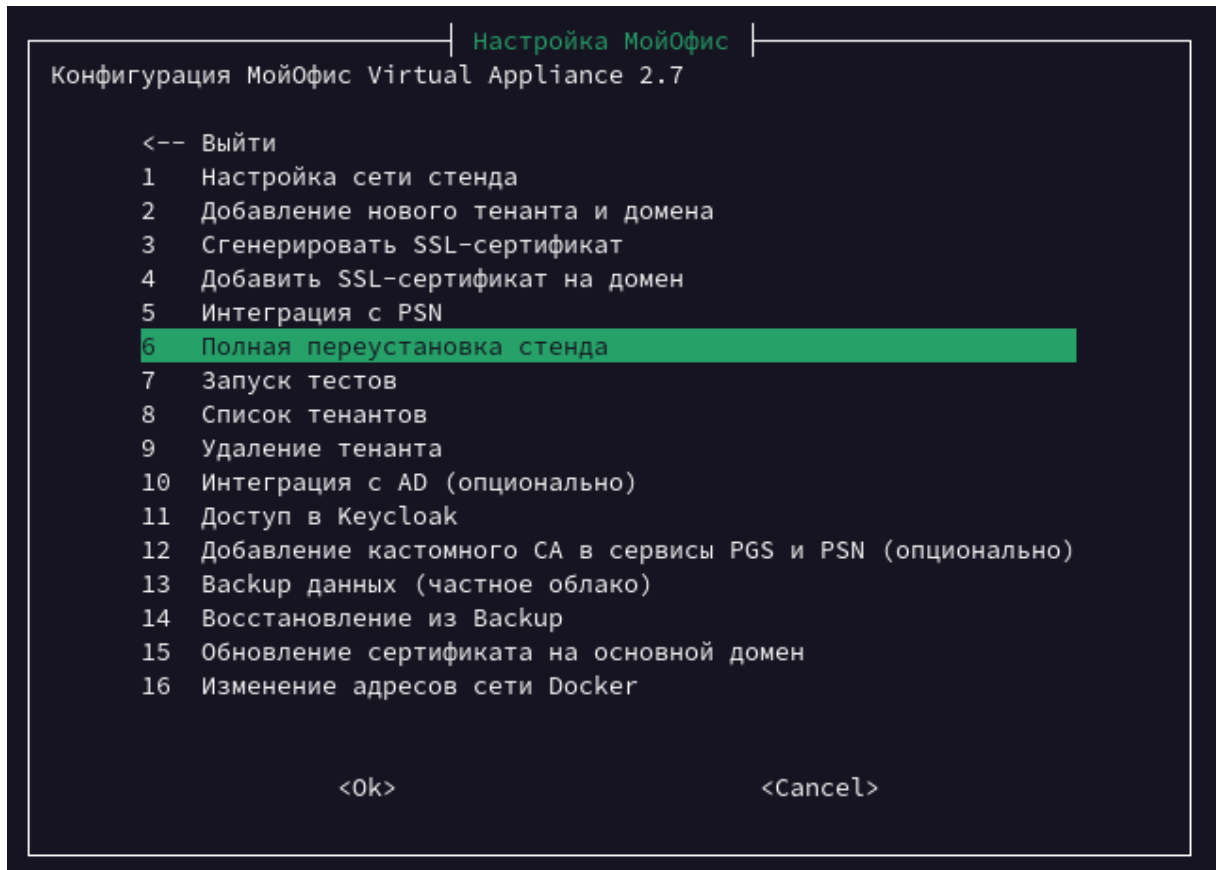 Настройка МойОфис
Конфигурация МойОфис Virtual Appliance 2.7
<-- Выйти
1 Настройка сети стенда
2 Добавление нового тенанта и домена
3 Сгенерировать SSL-сертификат
4 Добавить SSL-сертификат на домен
5 Интеграция с PSN
6 Полная переустановка стенда
7 Запуск тестов
8 Список тенантов
9 Удаление тенанта
10 Интеграция с AD (опционально)
11 Доступ в Keycloak
12 Добавление кастомного CA в сервисы PGS и PSN (опционально)
13 Backup данных (частное облако)
14 Восстановление из Backup
15 Обновление сертификата на основной домен
16 Изменение адресов сети Docker
<Ok> <Cancel>